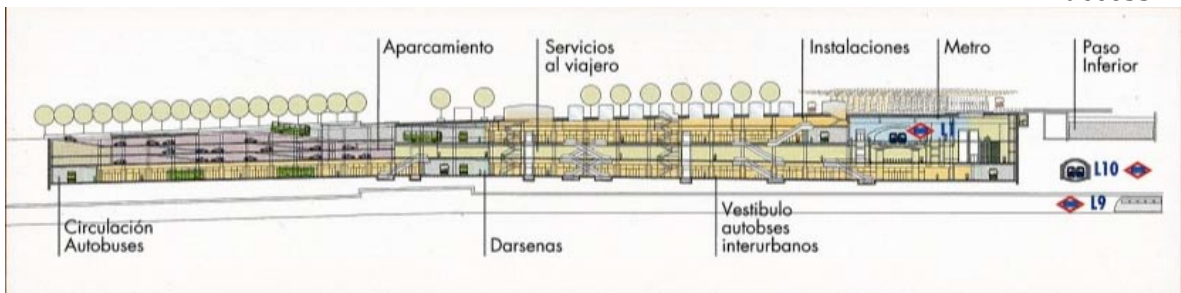 Aparcamiento
Servicios
al viajero
Instalaciones
Metro
Paso
Inferior
L1
L10
L9
Circulación
Autobuses
Darsenas
Vestibulo
autobses
interurbanos